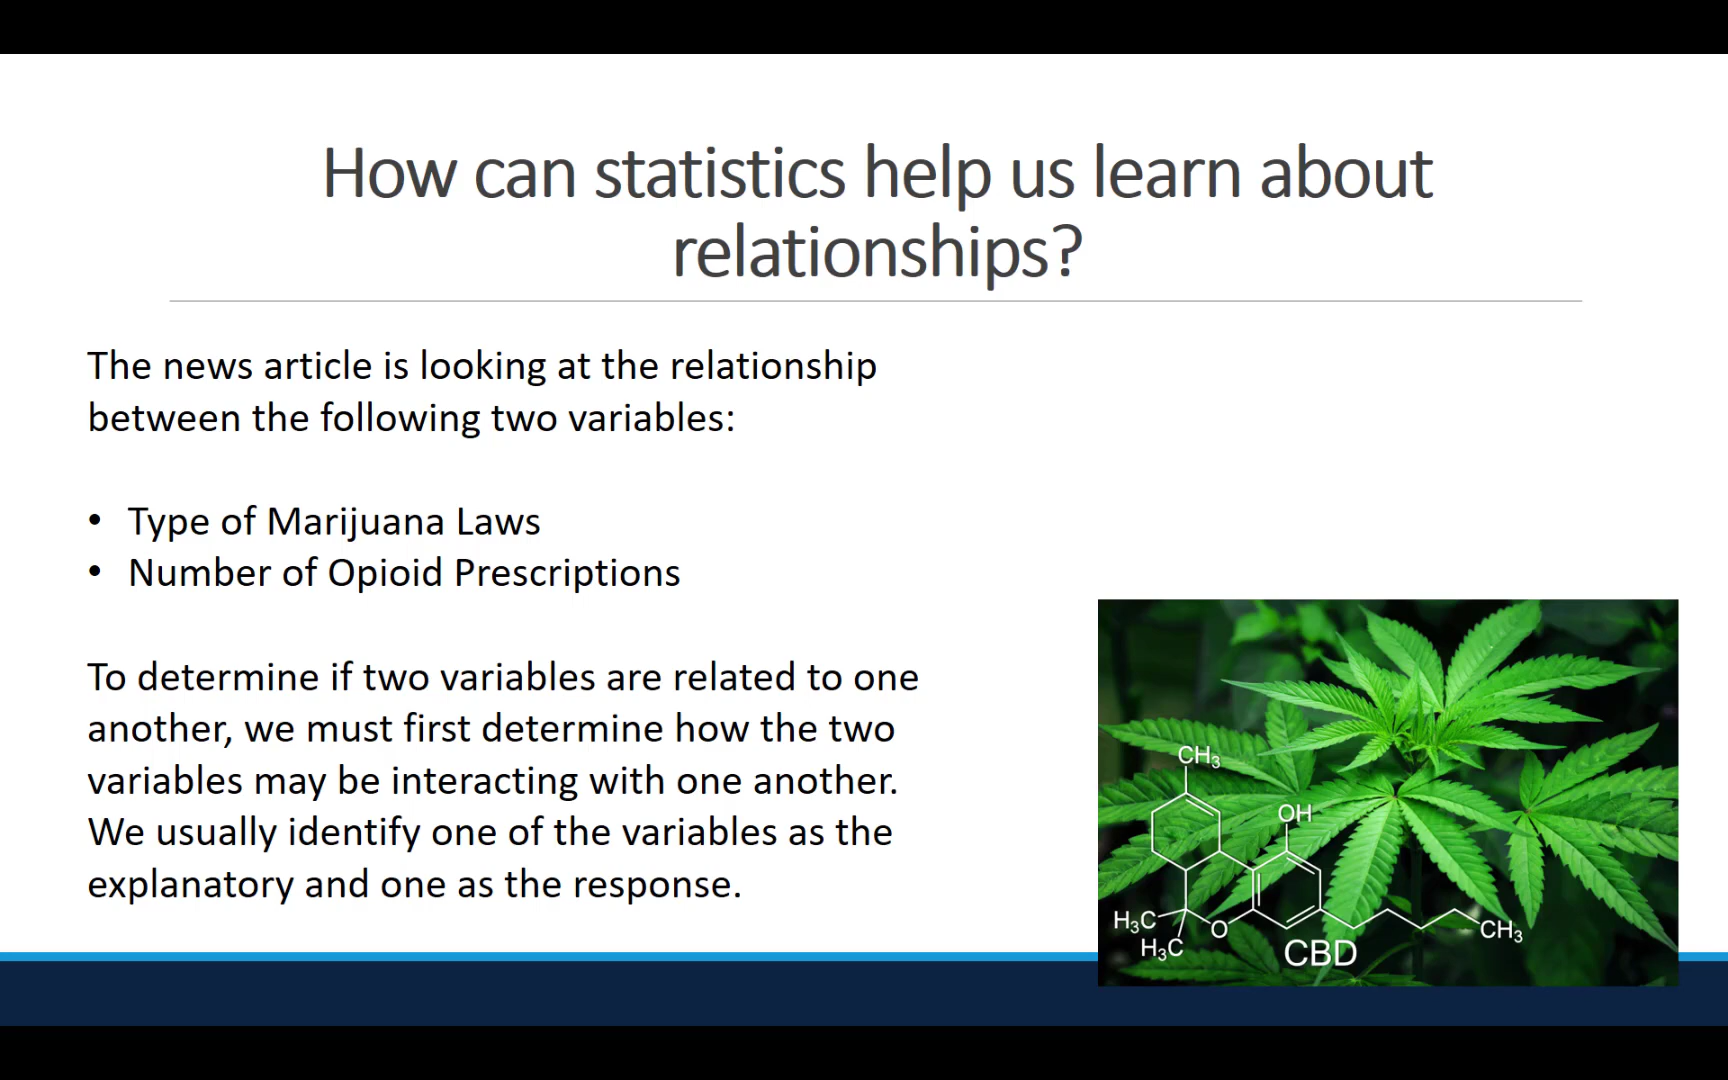 How can statistics help us learn about
relationships?
The news article is looking at the relationship
between the following two variables:
• Type of Marijuana Laws
• Number of Opioid Prescriptions
To determine if two variables are related to one
another, we must first determine how the two
variables may be interacting with one another.
We usually identify one of the variables as the
explanatory and one as the response.
CH₃
OH
H₃C
O
CH₃
H₃C
CBD